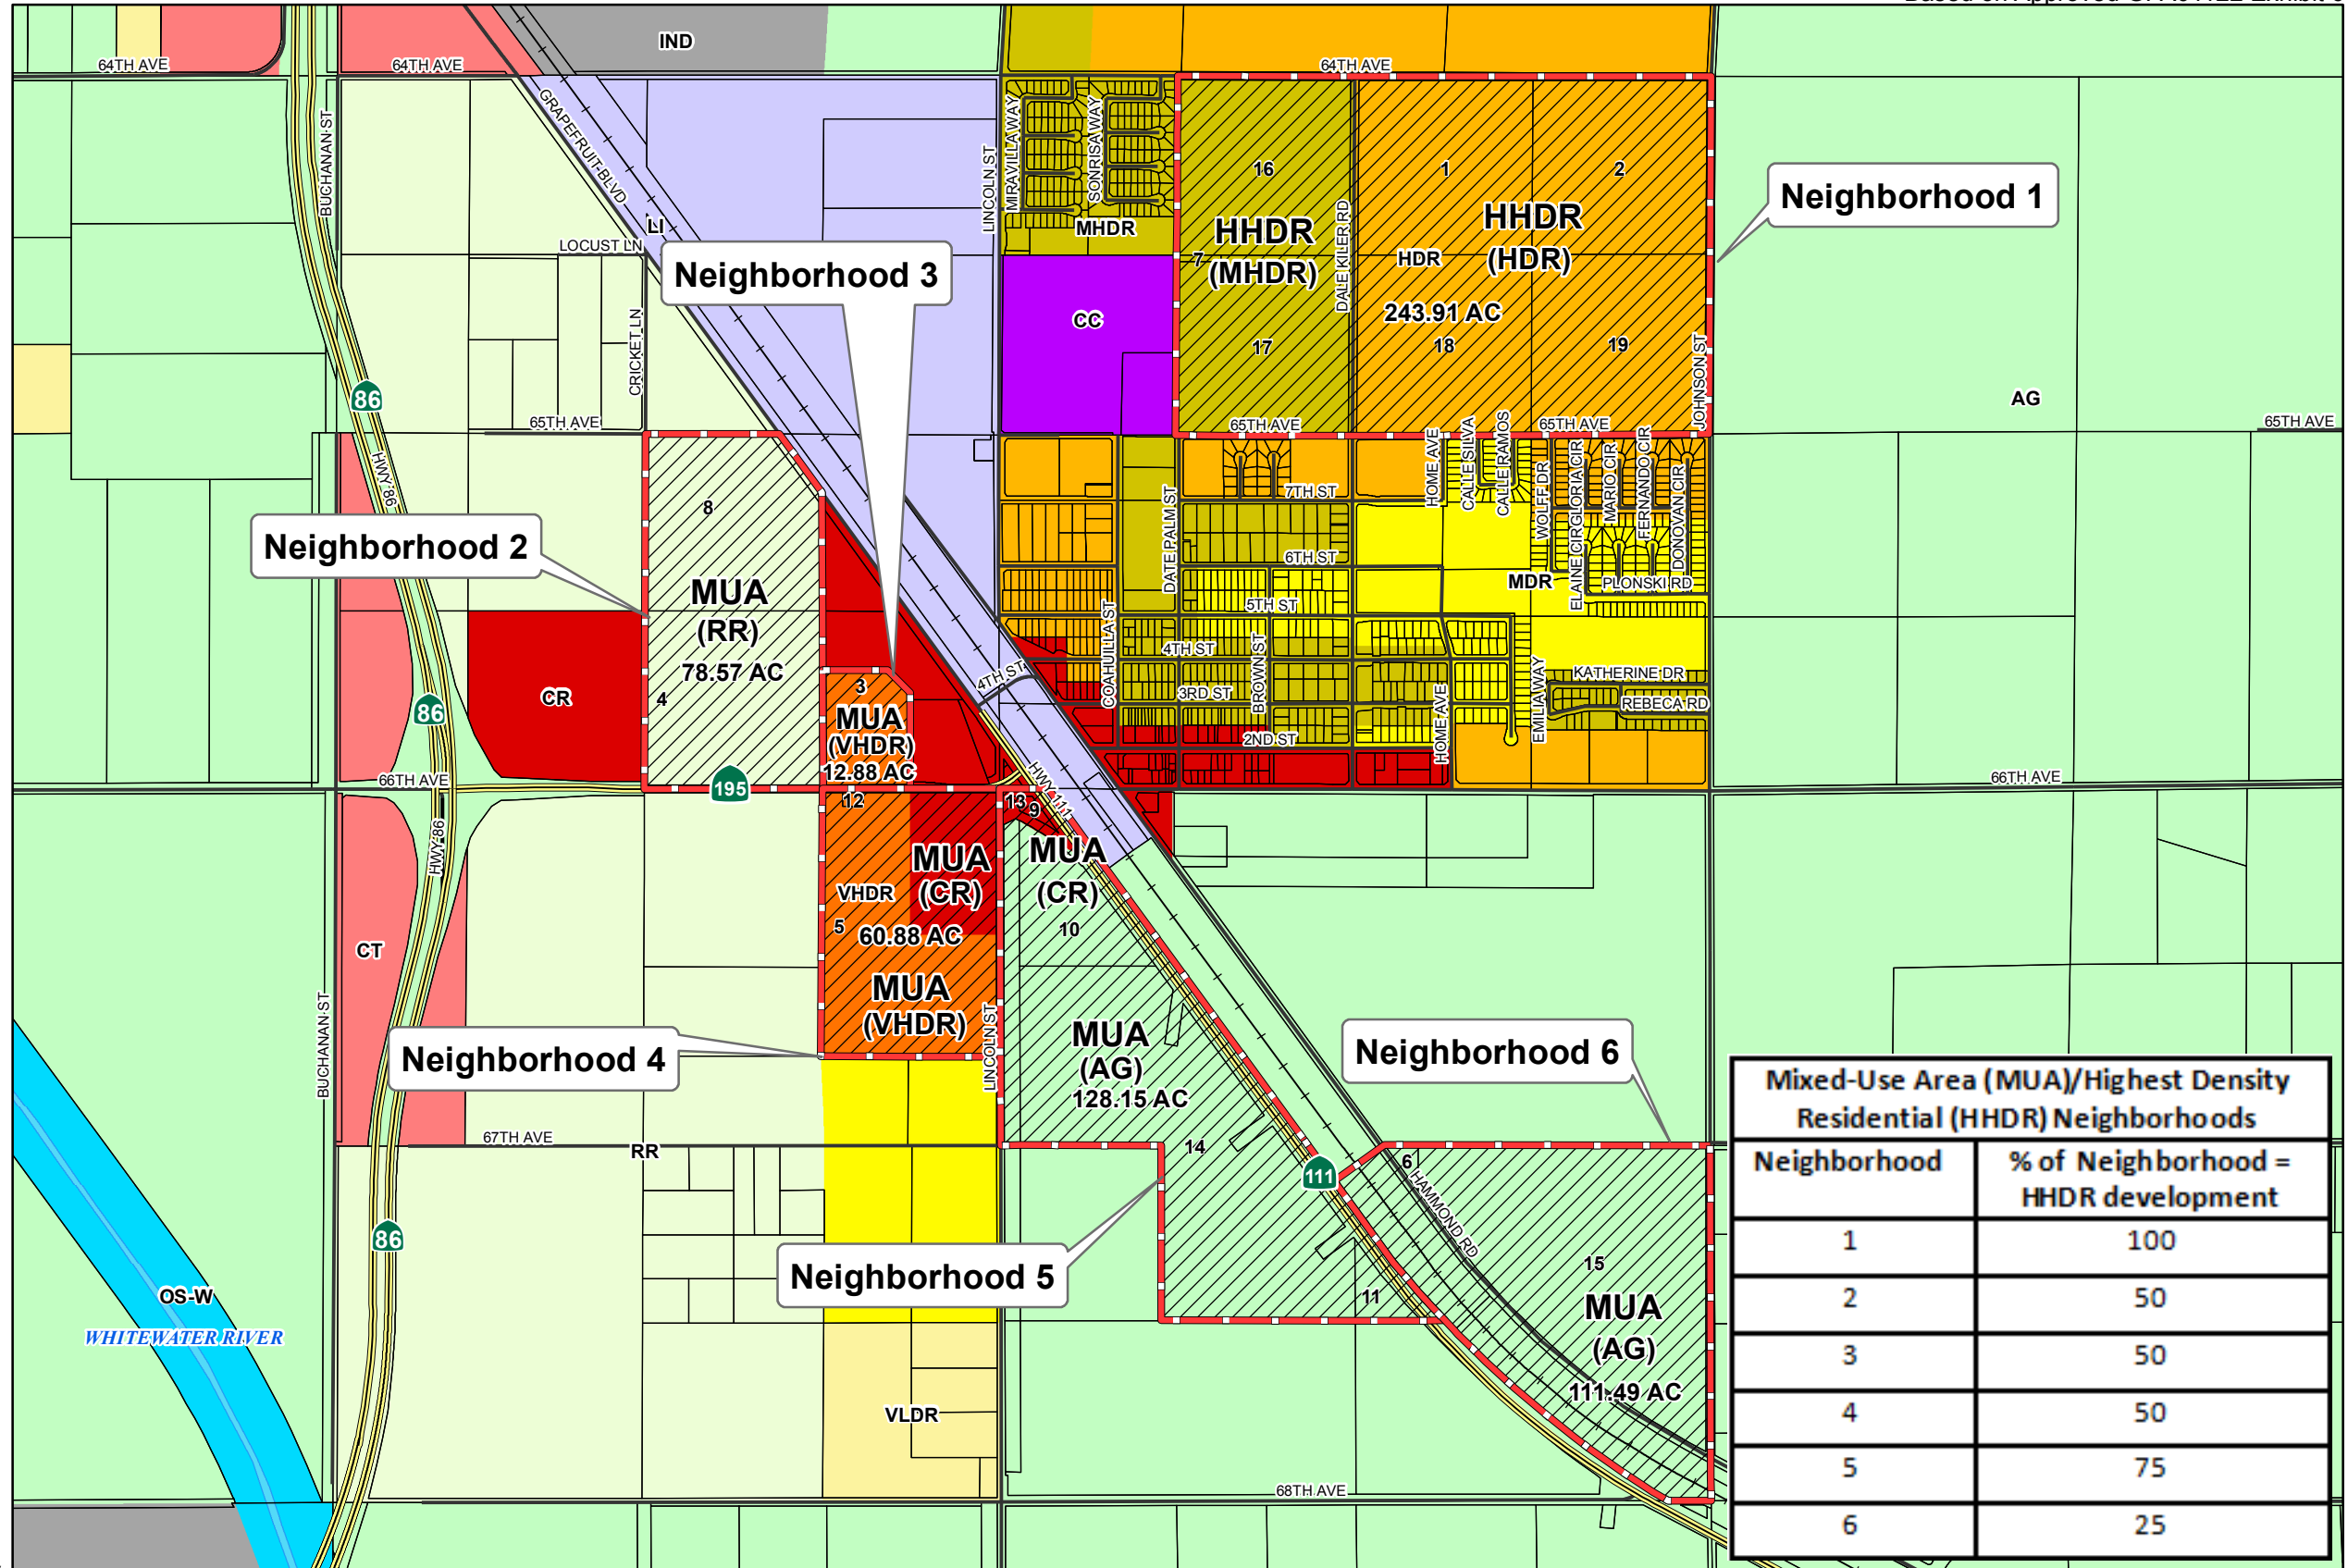 IND
64TH AVE
64TH AVE
64TH AVE
GRAPEFRUIT BLVD
BUCHANAN ST
LINCOLN ST
MIRAVILLA WAY
SONRISA WAY
16
1
2
Neighborhood 1
LI
LOCUST LN
MHDR
HHDR
(MHDR)
7
DALE KILER RD
HDR
HHDR
(HDR)
Neighborhood 3
243.91 AC
CC
17
18
19
JOHNSON ST
CRICKET LN
86
AG
65TH AVE
65TH AVE
65TH AVE
65TH AVE
HWY 86
HOME AVE
CALLE SILVA
CALLE RAMOS
WOLFF DR
ELAINE CIR
GLORIA CIR
MARIO CIR
FERNANDO CIR
DONOVAN CIR
7TH ST
8
Neighborhood 2
DATE PALM ST
6TH ST
MUA
(RR)
78.57 AC
MDR
PLONSKI RD
5TH ST
COAHUILLA ST
4TH ST
BROWN ST
4TH ST
KATHERINE DR
EMILIA WAY
3RD ST
REBECA RD
HOME AVE
2ND ST
CR
4
3
86
MUA
(VHDR)
12.88 AC
66TH AVE
195
66TH AVE
HWY 111
12
13
9
HWY 86
MUA
(CR)
MUA
(CR)
VHDR
5
60.88 AC
10
CT
MUA
(VHDR)
BUCHANAN ST
LINCOLN ST
MUA
(AG)
128.15 AC
Neighborhood 4
Neighborhood 6
67TH AVE
RR
14
111
6
HAMMOND RD
86
Neighborhood 5
15
11
MUA
(AG)
111.49 AC
OS-W
WHITEWATER RIVER
VLDR
68TH AVE
Mixed-Use Area (MUA)/Highest Density
Residential (HHDR) Neighborhoods
Neighborhood
% of Neighborhood =
HHDR development
1 100
2 50
3 50
4 50
5 75
6 25